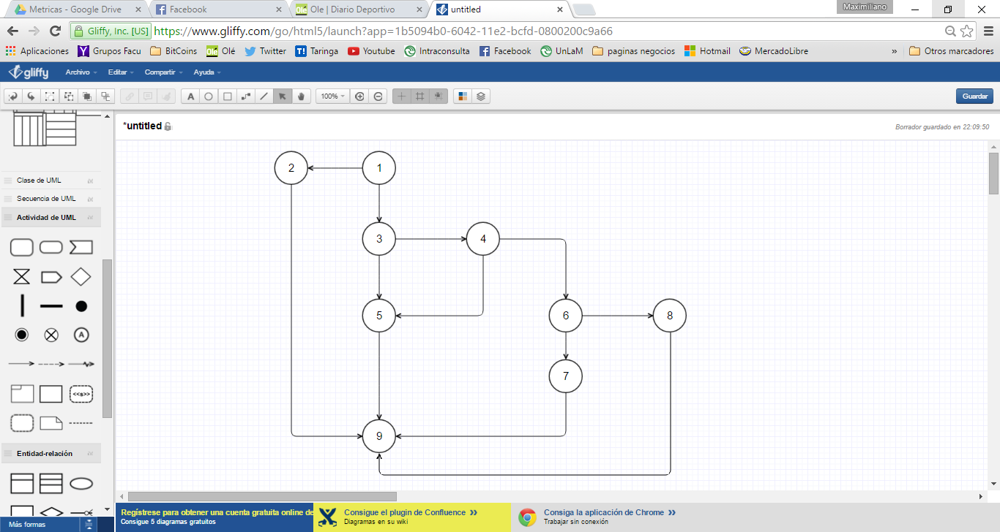 Metricas - Google Drive
Facebook
Olé Ole | Diario Deportivo
untitled
Maximiliano
Gliffy, Inc. [US] https://www.gliffy.com/go/html5/launch?app=1b5094b0-6042-11e2-bcfd-0800200c9a66
Aplicaciones
Grupos Facu
BitCoins
Olé Olé
Twitter
T! Taringa
Youtube
Intraconsulta
Facebook
UnLaM
paginas negocios
Hotmail
MercadoLibre
»
Otros marcadores
gliffy
Archivo
Editar
Compartir
Ayuda
A
100%
Guardar
*untitled
Borrador guardado en 22:09:50
Clase de UML
Secuencia de UML
Actividad de UML
A
<<s>>
Entidad-relación
Más formas
2
1
3
4
5
6
8
7
9
Regístrese para obtener una cuenta gratuita online de
Consigue 5 diagramas gratuitos
Consigue el plugin de Confluence »
Diagramas en su wiki
Consiga la aplicación de Chrome »
Trabajar sin conexión